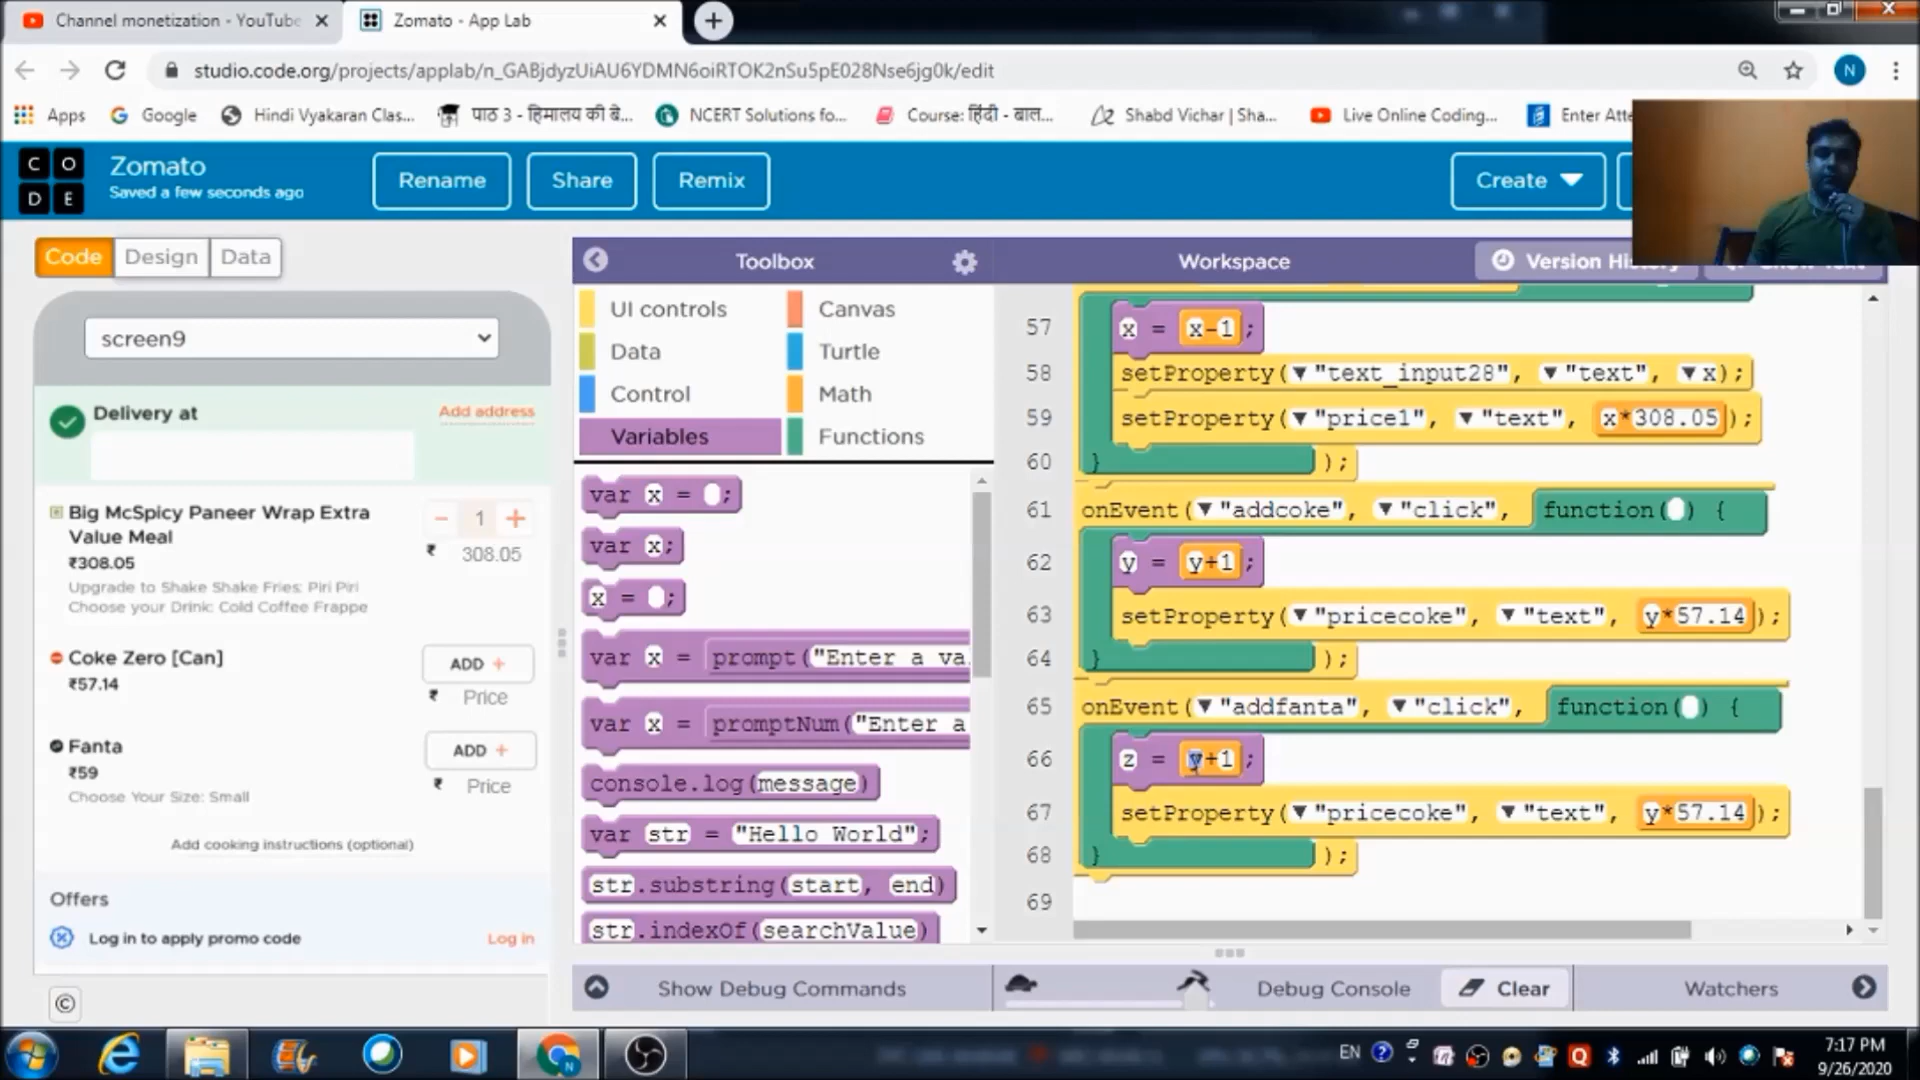 Channel monetization - YouTube
Zomato - App Lab
studio.code.org/projects/applab/n_GABjdyzUiAU6YDMN6oiRTOK2nSu5pE028Nse6jg0k/edit
N
Apps
Google
Hindi Vyakaran Clas...
पाठ 3 - हिमालय की बे...
NCERT Solutions fo...
Course: हिंदी - बाल...
Shabd Vichar | Sha...
Live Online Coding...
Enter Atte
CODE
Zomato
Saved a few seconds ago
Rename
Share
Remix
Create
Code
Design
Data
Toolbox
Workspace
Version History
screen9
Delivery at
Add address
Big McSpicy Paneer Wrap Extra
Value Meal
₹308.05
Upgrade to Shake Shake Fries: Piri Piri
Choose your Drink: Cold Coffee Frappe
− 1 +
₹ 308.05
Coke Zero [Can]
₹57.14
ADD +
₹ Price
Fanta
₹59
Choose Your Size: Small
ADD +
₹ Price
Add cooking instructions (optional)
Offers
Log in to apply promo code
Log in
©
UI controls
Canvas
Data
Turtle
Control
Math
Variables
Functions
var x = ;
var x;
x = ;
var x = prompt("Enter a va
var x = promptNum("Enter a
console.log(message)
var str = "Hello World";
str.substring(start, end)
str.indexOf(searchValue)
57 x = x-1;
58 setProperty("text_input28", "text", x);
59 setProperty("price1", "text", x*308.05);
60 } );
61 onEvent("addcoke", "click", function( ) {
62 y = y+1;
63 setProperty("pricecoke", "text", y*57.14);
64 } );
65 onEvent("addfanta", "click", function( ) {
66 z = y+1;
67 setProperty("pricecoke", "text", y*57.14);
68 } );
69
Show Debug Commands
Debug Console
Clear
Watchers
EN
7:17 PM
9/26/2020